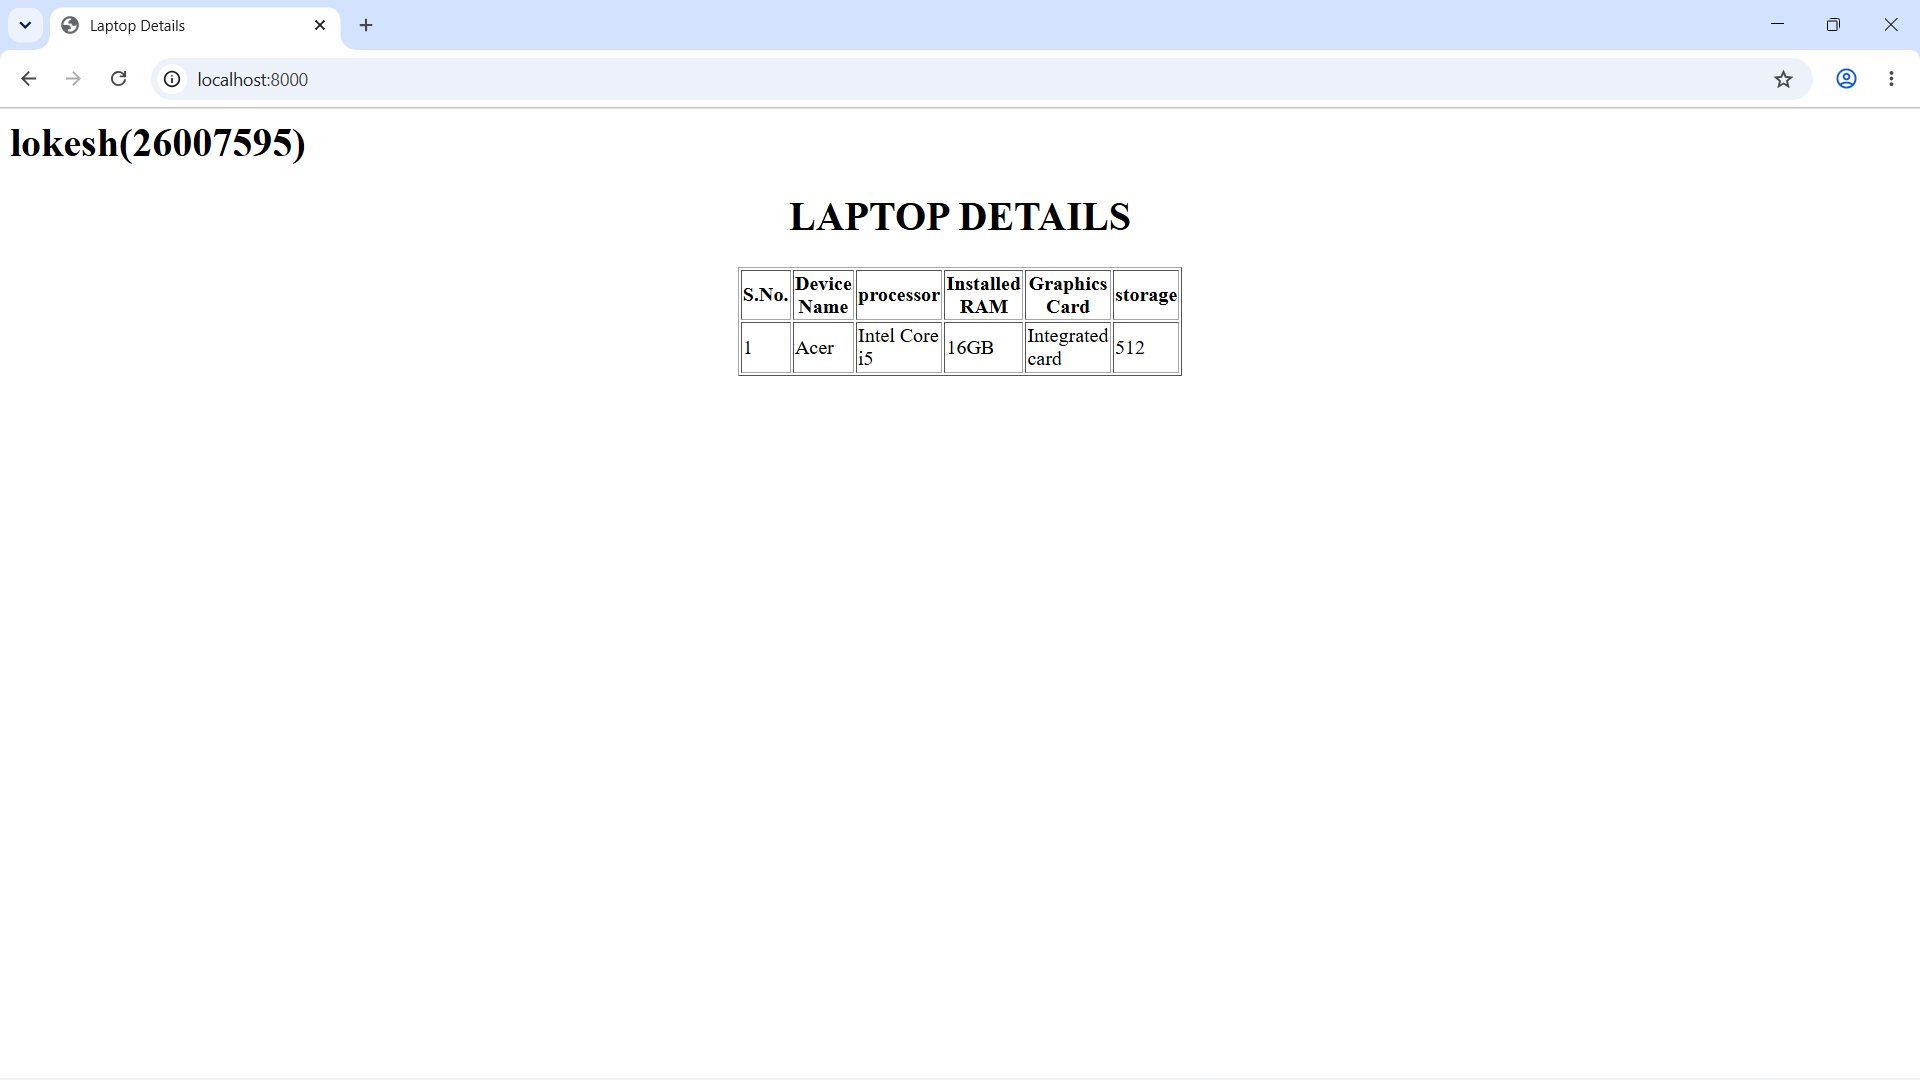 Laptop Details
localhost:8000
lokesh(26007595)
LAPTOP DETAILS
S.No. Device Name processor Installed RAM Graphics Card storage
1 Acer Intel Core i5 16GB Integrated card 512